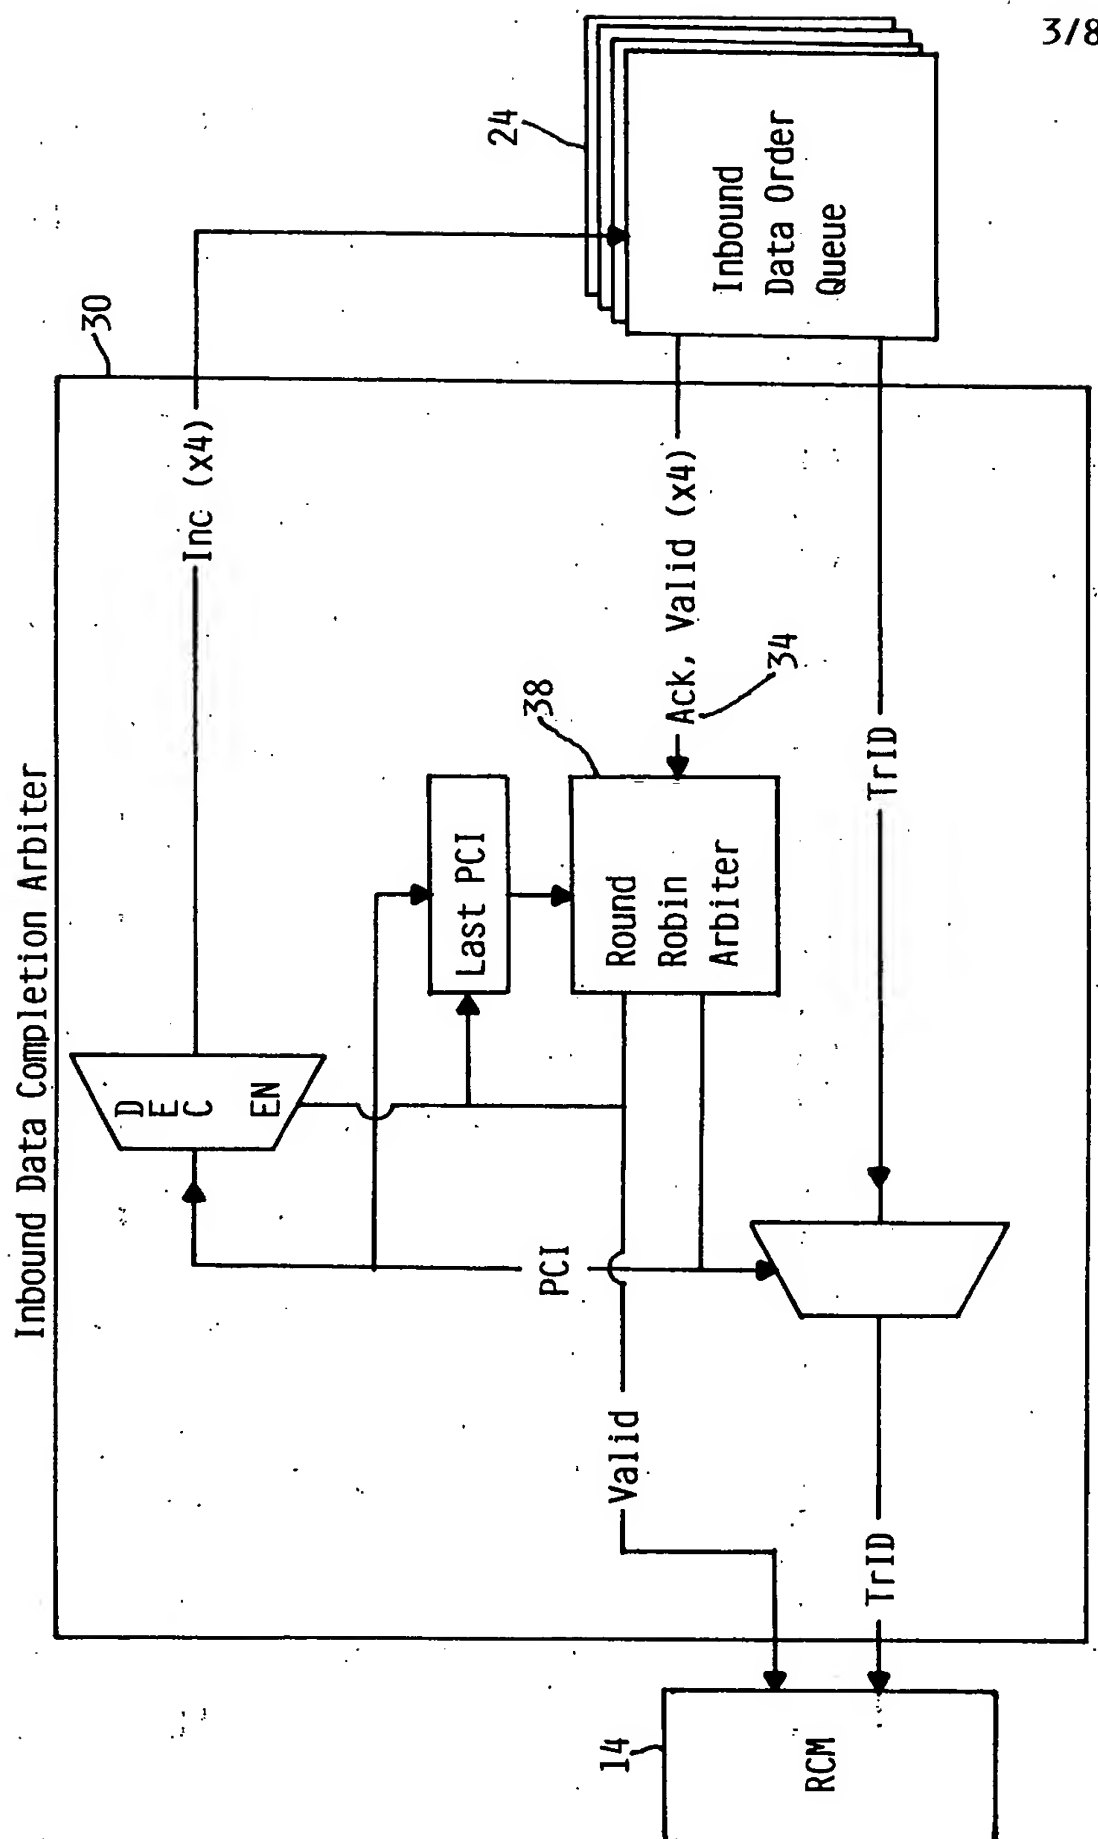 3/8
Inbound Data Completion Arbiter
30
24
Inc (x4)
Inbound
Data Order
Queue
DEC
EN
Last PCI
38
Round
Robin
Arbiter
Ack, Valid (x4)
34
PCI
Valid
TrID
TrID
14
RCM